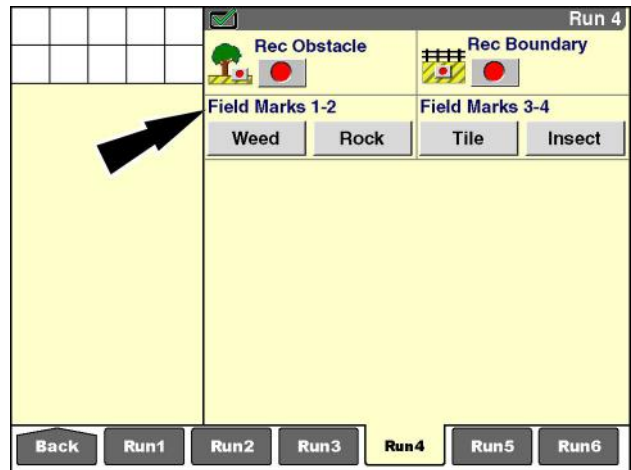 Run 4
Rec Obstacle
Rec Boundary
Field Marks 1-2
Field Marks 3-4
Weed
Rock
Tile
Insect
Back
Run1
Run2
Run3
Run4
Run5
Run6